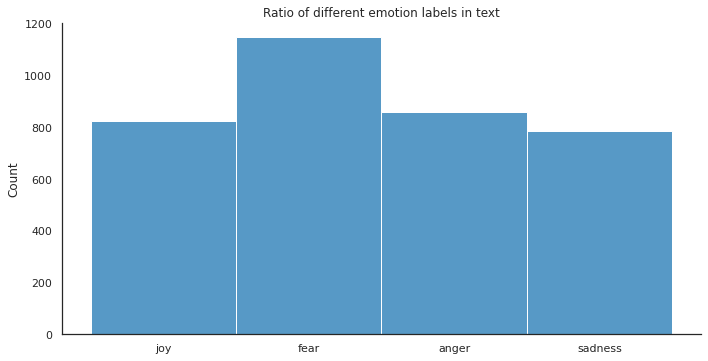 Ratio of different emotion labels in text
1200
1000
800
600
400
200
0
Count
joy fear anger sadness